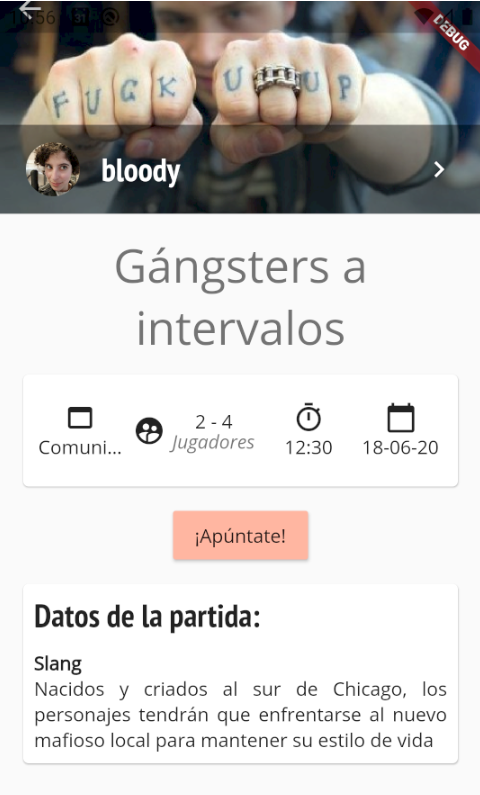 DEBUG
FUCK U UP
bloody
Gángsters a
intervalos
Comuni...
2 - 4
Jugadores
12:30
18-06-20
¡Apúntate!
Datos de la partida:
Slang
Nacidos y criados al sur de Chicago, los
personajes tendrán que enfrentarse al nuevo
mafioso local para mantener su estilo de vida